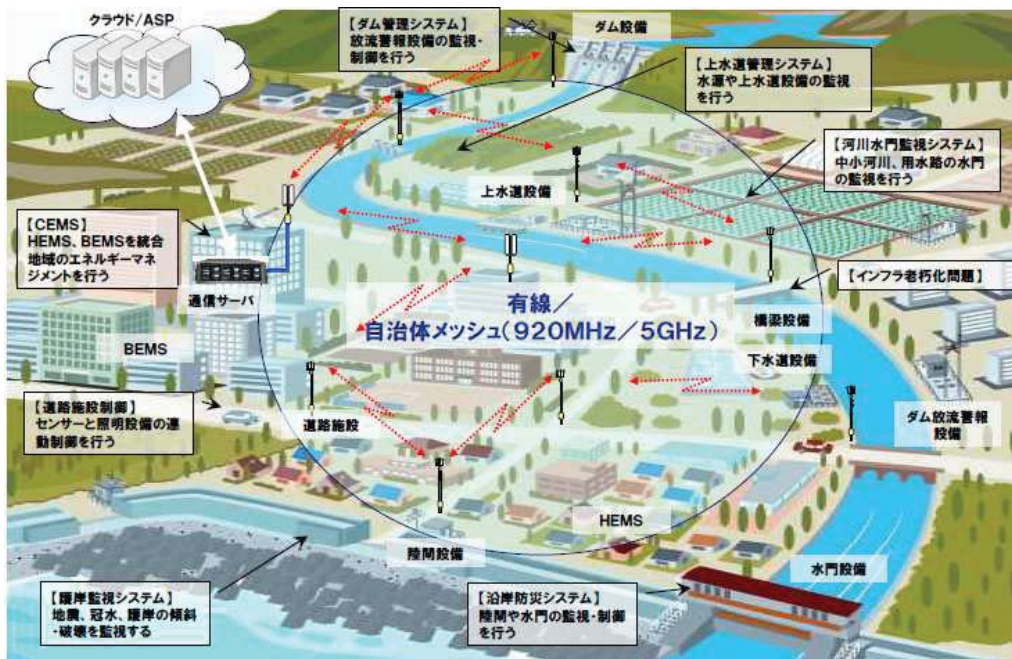 クラウド/ASP
【ダム管理システム】
放流警報設備の監視・
制御を行う
ダム設備
【上水道管理システム】
水源や上水道設備の監視
を行う
【河川水門監視システム】
中小河川、用水路の水門
の監視を行う
上水道設備
【CEMS】
HEMS、BEMSを統合
地域のエネルギーマネ
ジメントを行う
通信サーバ
【インフラ老朽化問題】
有線／
自治体メッシュ(920MHz／5GHz)
橋梁設備
BEMS
下水道設備
【道路施設制御】
センサーと照明設備の連
動制御を行う
道路施設
ダム放流警報
設備
HEMS
陸閘設備
水門設備
【護岸監視システム】
地震、冠水、護岸の傾斜
・破壊を監視する
【沿岸防災システム】
陸閘や水門の監視・制御
を行う